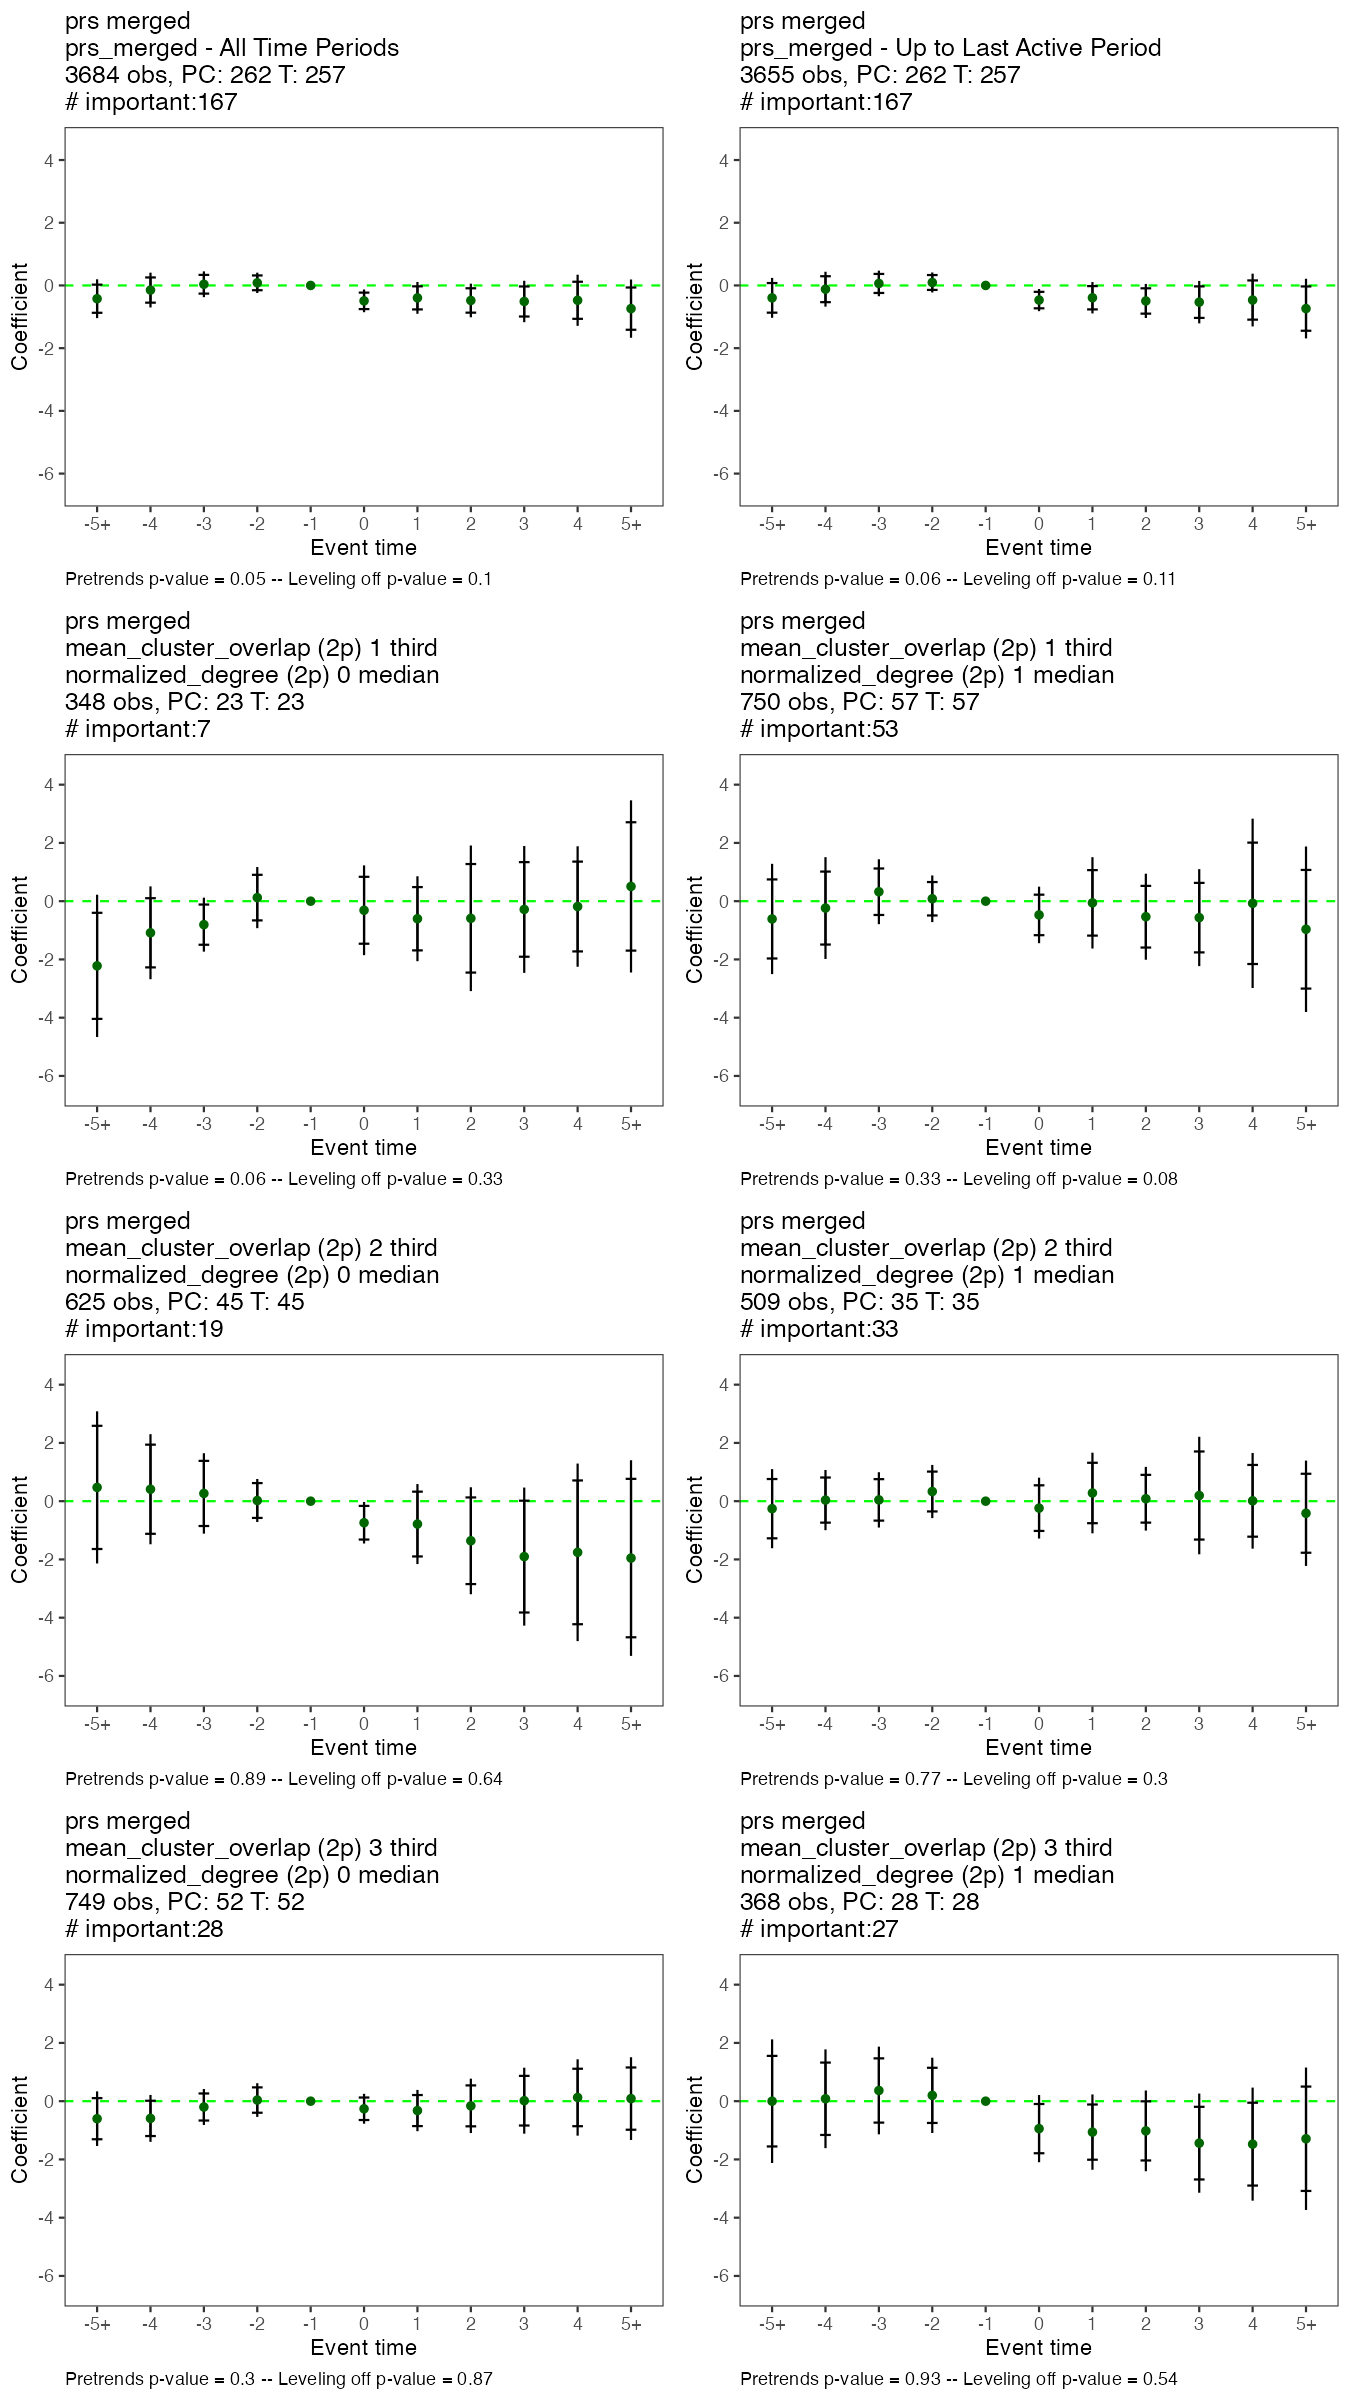 prs merged
prs_merged - All Time Periods
3684 obs, PC: 262 T: 257
# important:167
4
2
0
-2
-4
-6
Coefficient
-5+ -4 -3 -2 -1 0 1 2 3 4 5+
Event time
Pretrends p-value = 0.05 -- Leveling off p-value = 0.1
prs merged
prs_merged - Up to Last Active Period
3655 obs, PC: 262 T: 257
# important:167
4
2
0
-2
-4
-6
Coefficient
-5+ -4 -3 -2 -1 0 1 2 3 4 5+
Event time
Pretrends p-value = 0.06 -- Leveling off p-value = 0.11
prs merged
mean_cluster_overlap (2p) 1 third
normalized_degree (2p) 0 median
348 obs, PC: 23 T: 23
# important:7
4
2
0
-2
-4
-6
Coefficient
-5+ -4 -3 -2 -1 0 1 2 3 4 5+
Event time
Pretrends p-value = 0.06 -- Leveling off p-value = 0.33
prs merged
mean_cluster_overlap (2p) 1 third
normalized_degree (2p) 1 median
750 obs, PC: 57 T: 57
# important:53
4
2
0
-2
-4
-6
Coefficient
-5+ -4 -3 -2 -1 0 1 2 3 4 5+
Event time
Pretrends p-value = 0.33 -- Leveling off p-value = 0.08
prs merged
mean_cluster_overlap (2p) 2 third
normalized_degree (2p) 0 median
625 obs, PC: 45 T: 45
# important:19
4
2
0
-2
-4
-6
Coefficient
-5+ -4 -3 -2 -1 0 1 2 3 4 5+
Event time
Pretrends p-value = 0.89 -- Leveling off p-value = 0.64
prs merged
mean_cluster_overlap (2p) 2 third
normalized_degree (2p) 1 median
509 obs, PC: 35 T: 35
# important:33
4
2
0
-2
-4
-6
Coefficient
-5+ -4 -3 -2 -1 0 1 2 3 4 5+
Event time
Pretrends p-value = 0.77 -- Leveling off p-value = 0.3
prs merged
mean_cluster_overlap (2p) 3 third
normalized_degree (2p) 0 median
749 obs, PC: 52 T: 52
# important:28
4
2
0
-2
-4
-6
Coefficient
-5+ -4 -3 -2 -1 0 1 2 3 4 5+
Event time
Pretrends p-value = 0.3 -- Leveling off p-value = 0.87
prs merged
mean_cluster_overlap (2p) 3 third
normalized_degree (2p) 1 median
368 obs, PC: 28 T: 28
# important:27
4
2
0
-2
-4
-6
Coefficient
-5+ -4 -3 -2 -1 0 1 2 3 4 5+
Event time
Pretrends p-value = 0.93 -- Leveling off p-value = 0.54